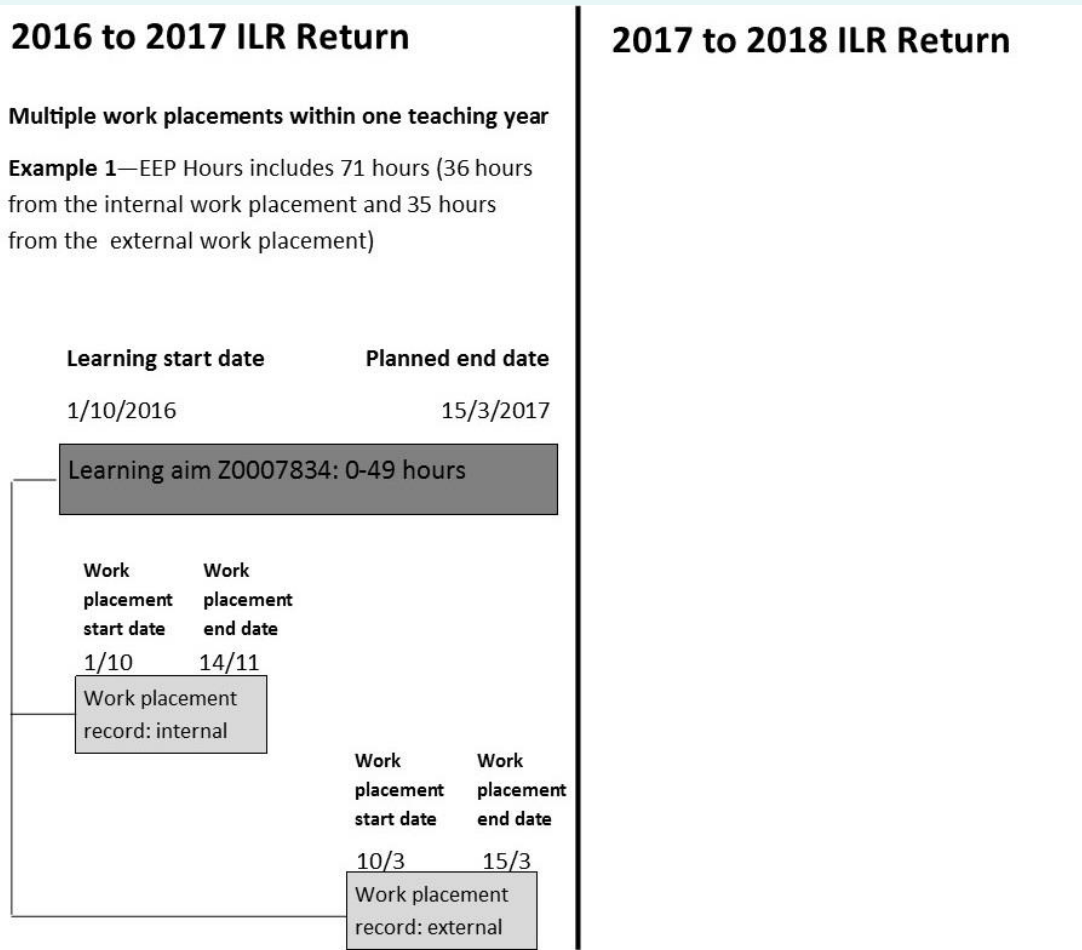 2016 to 2017 ILR Return
2017 to 2018 ILR Return
Multiple work placements within one teaching year
Example 1—EEP Hours includes 71 hours (36 hours
from the internal work placement and 35 hours
from the  external work placement)
Learning start date
Planned end date
1/10/2016
15/3/2017
Learning aim Z0007834: 0-49 hours
Work
placement
start date
Work
placement
end date
1/10
14/11
Work placement
record: internal
Work
placement
start date
Work
placement
end date
10/3
15/3
Work placement
record: external